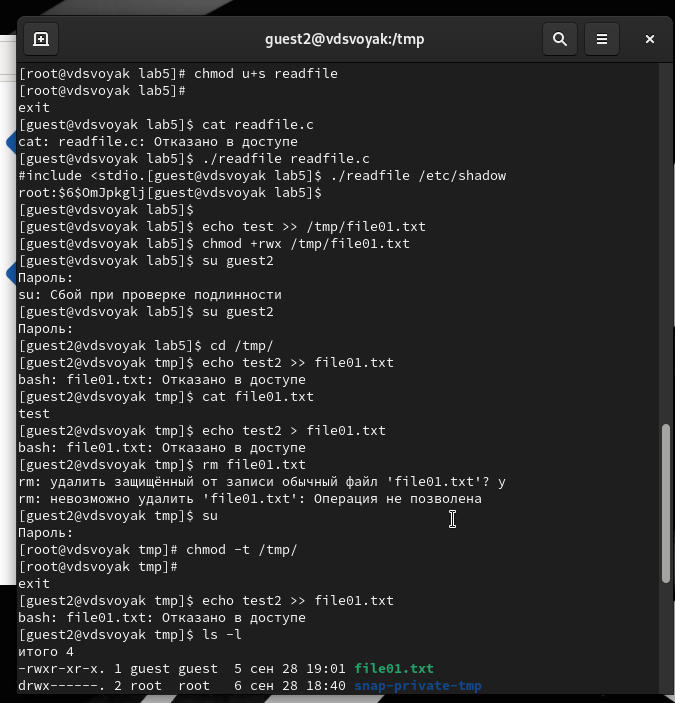 guest2@vdsvoyak:/tmp
[root@vdsvoyak lab5]# chmod u+s readfile
[root@vdsvoyak lab5]#
exit
[guest@vdsvoyak lab5]$ cat readfile.c
cat: readfile.c: Отказано в доступе
[guest@vdsvoyak lab5]$ ./readfile readfile.c
#include <stdio.[guest@vdsvoyak lab5]$ ./readfile /etc/shadow
root:$6$OmJpkglj[guest@vdsvoyak lab5]$
[guest@vdsvoyak lab5]$
[guest@vdsvoyak lab5]$ echo test >> /tmp/file01.txt
[guest@vdsvoyak lab5]$ chmod +rwx /tmp/file01.txt
[guest@vdsvoyak lab5]$ su guest2
Пароль:
su: Сбой при проверке подлинности
[guest@vdsvoyak lab5]$ su guest2
Пароль:
[guest2@vdsvoyak lab5]$ cd /tmp/
[guest2@vdsvoyak tmp]$ echo test2 >> file01.txt
bash: file01.txt: Отказано в доступе
[guest2@vdsvoyak tmp]$ cat file01.txt
test
[guest2@vdsvoyak tmp]$ echo test2 > file01.txt
bash: file01.txt: Отказано в доступе
[guest2@vdsvoyak tmp]$ rm file01.txt
rm: удалить защищённый от записи обычный файл 'file01.txt'? y
rm: невозможно удалить 'file01.txt': Операция не позволена
[guest2@vdsvoyak tmp]$ su
Пароль:
[root@vdsvoyak tmp]# chmod -t /tmp/
[root@vdsvoyak tmp]#
exit
[guest2@vdsvoyak tmp]$ echo test2 >> file01.txt
bash: file01.txt: Отказано в доступе
[guest2@vdsvoyak tmp]$ ls -l
итого 4
-rwxr-xr-x. 1 guest guest  5 сен 28 19:01 file01.txt
drwx------. 2 root  root   6 сен 28 18:40 snap-private-tmp